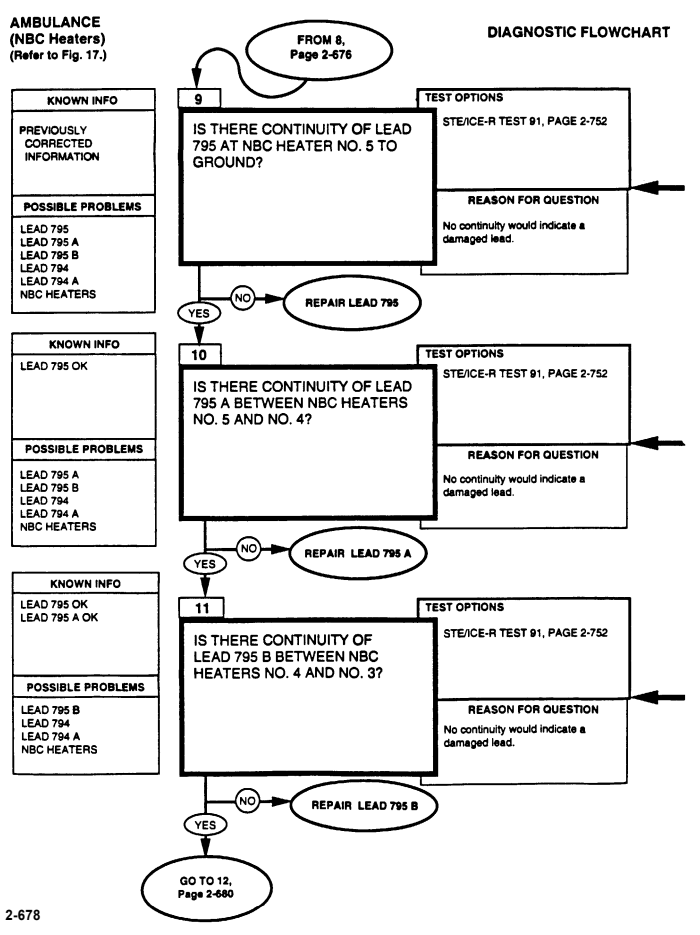 AMBULANCE
(NBC Heaters)
(Refer to Fig. 17.)
DIAGNOSTIC FLOWCHART
FROM 8,
Page 2-676
KNOWN INFO
PREVIOUSLY
CORRECTED
INFORMATION
POSSIBLE PROBLEMS
LEAD 795
LEAD 795 A
LEAD 795 B
LEAD 794
LEAD 794 A
NBC HEATERS
9
IS THERE CONTINUITY OF LEAD
795 AT NBC HEATER NO. 5 TO
GROUND?
TEST OPTIONS
STE/ICE-R TEST 91, PAGE 2-752
REASON FOR QUESTION
No continuity would indicate a
damaged lead.
NO
REPAIR LEAD 795
YES
KNOWN INFO
LEAD 795 OK
POSSIBLE PROBLEMS
LEAD 795 A
LEAD 795 B
LEAD 794
LEAD 794 A
NBC HEATERS
10
IS THERE CONTINUITY OF LEAD
795 A BETWEEN NBC HEATERS
NO. 5 AND NO. 4?
TEST OPTIONS
STE/ICE-R TEST 91, PAGE 2-752
REASON FOR QUESTION
No continuity would indicate a
damaged lead.
NO
REPAIR LEAD 795 A
YES
KNOWN INFO
LEAD 795 OK
LEAD 795 A OK
POSSIBLE PROBLEMS
LEAD 795 B
LEAD 794
LEAD 794 A
NBC HEATERS
11
IS THERE CONTINUITY OF
LEAD 795 B BETWEEN NBC
HEATERS NO. 4 AND NO. 3?
TEST OPTIONS
STE/ICE-R TEST 91, PAGE 2-752
REASON FOR QUESTION
No continuity would indicate a
damaged lead.
NO
REPAIR LEAD 795 B
YES
GO TO 12,
Page 2-680
2-678